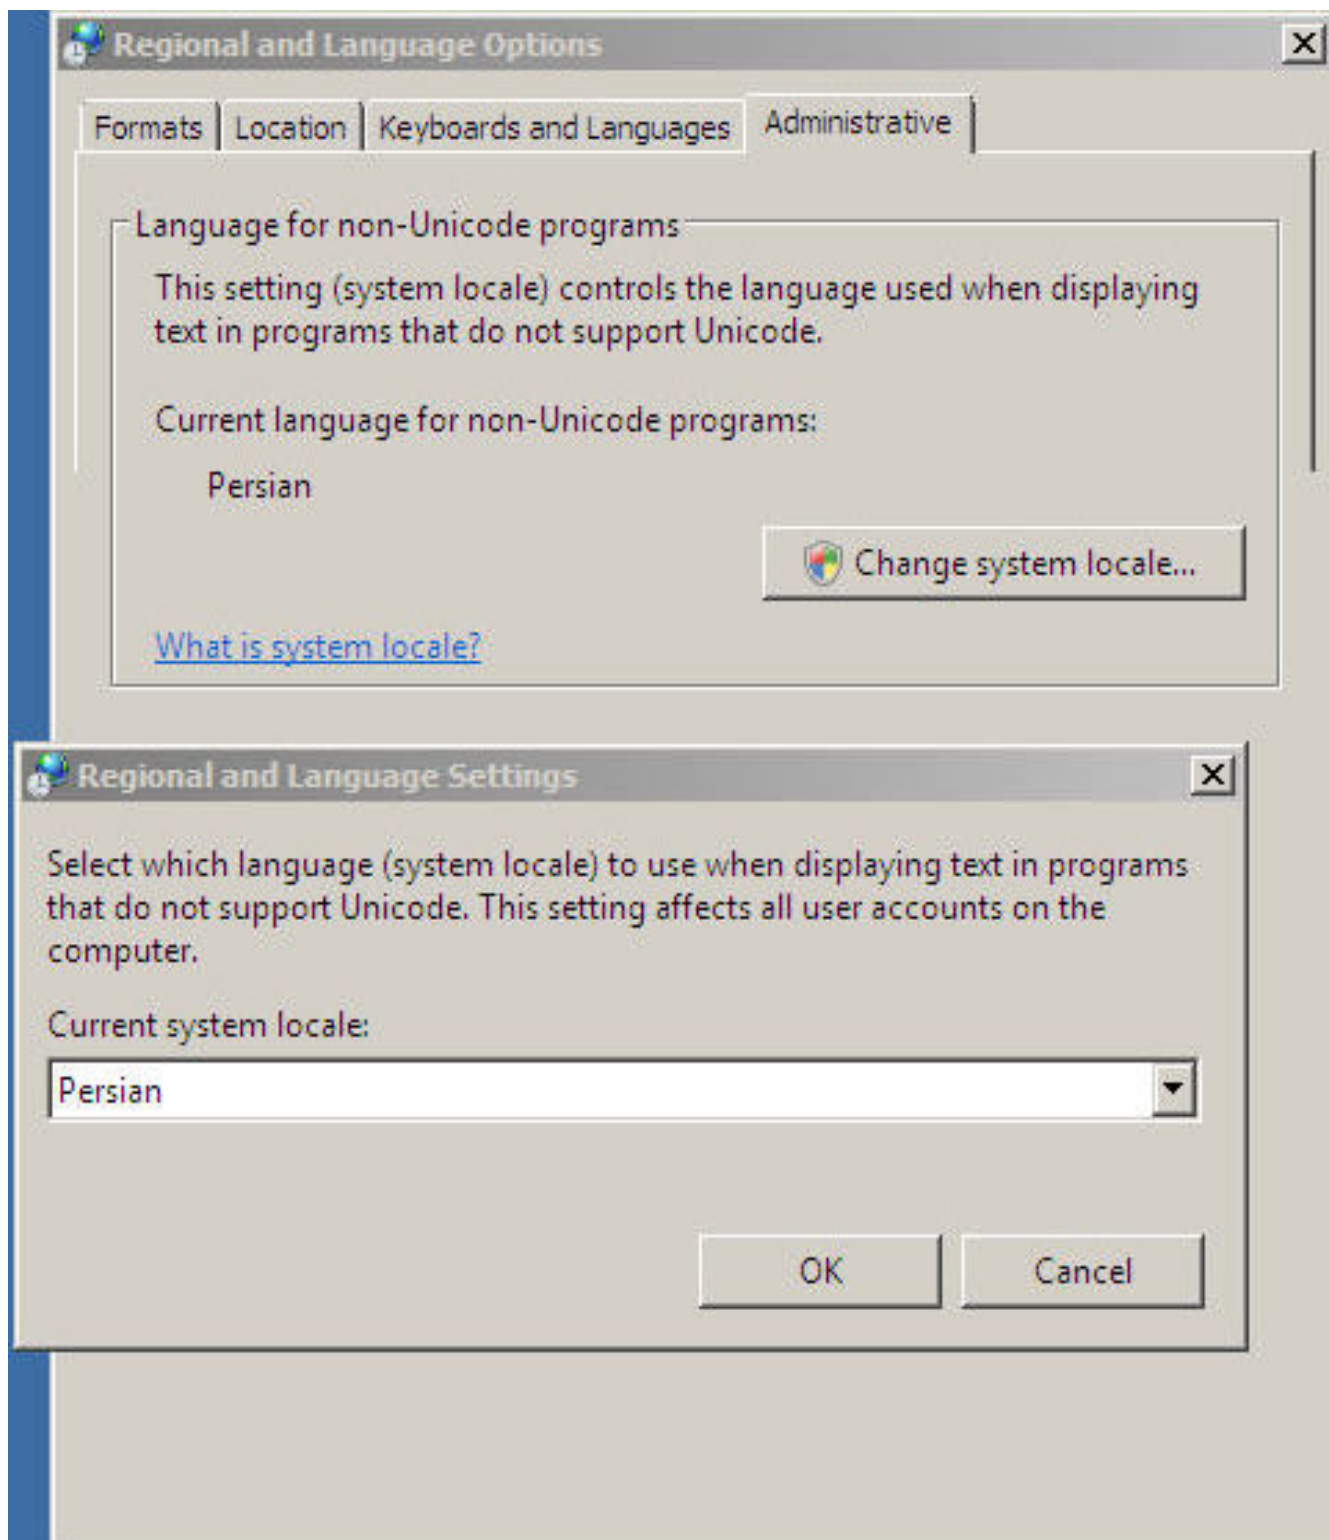 Regional and Language Options
Formats
Location
Keyboards and Languages
Administrative
Language for non-Unicode programs
This setting (system locale) controls the language used when displaying
text in programs that do not support Unicode.
Current language for non-Unicode programs:
Persian
Change system locale...
What is system locale?
Regional and Language Settings
Select which language (system locale) to use when displaying text in programs
that do not support Unicode. This setting affects all user accounts on the
computer.
Current system locale:
Persian
OK
Cancel